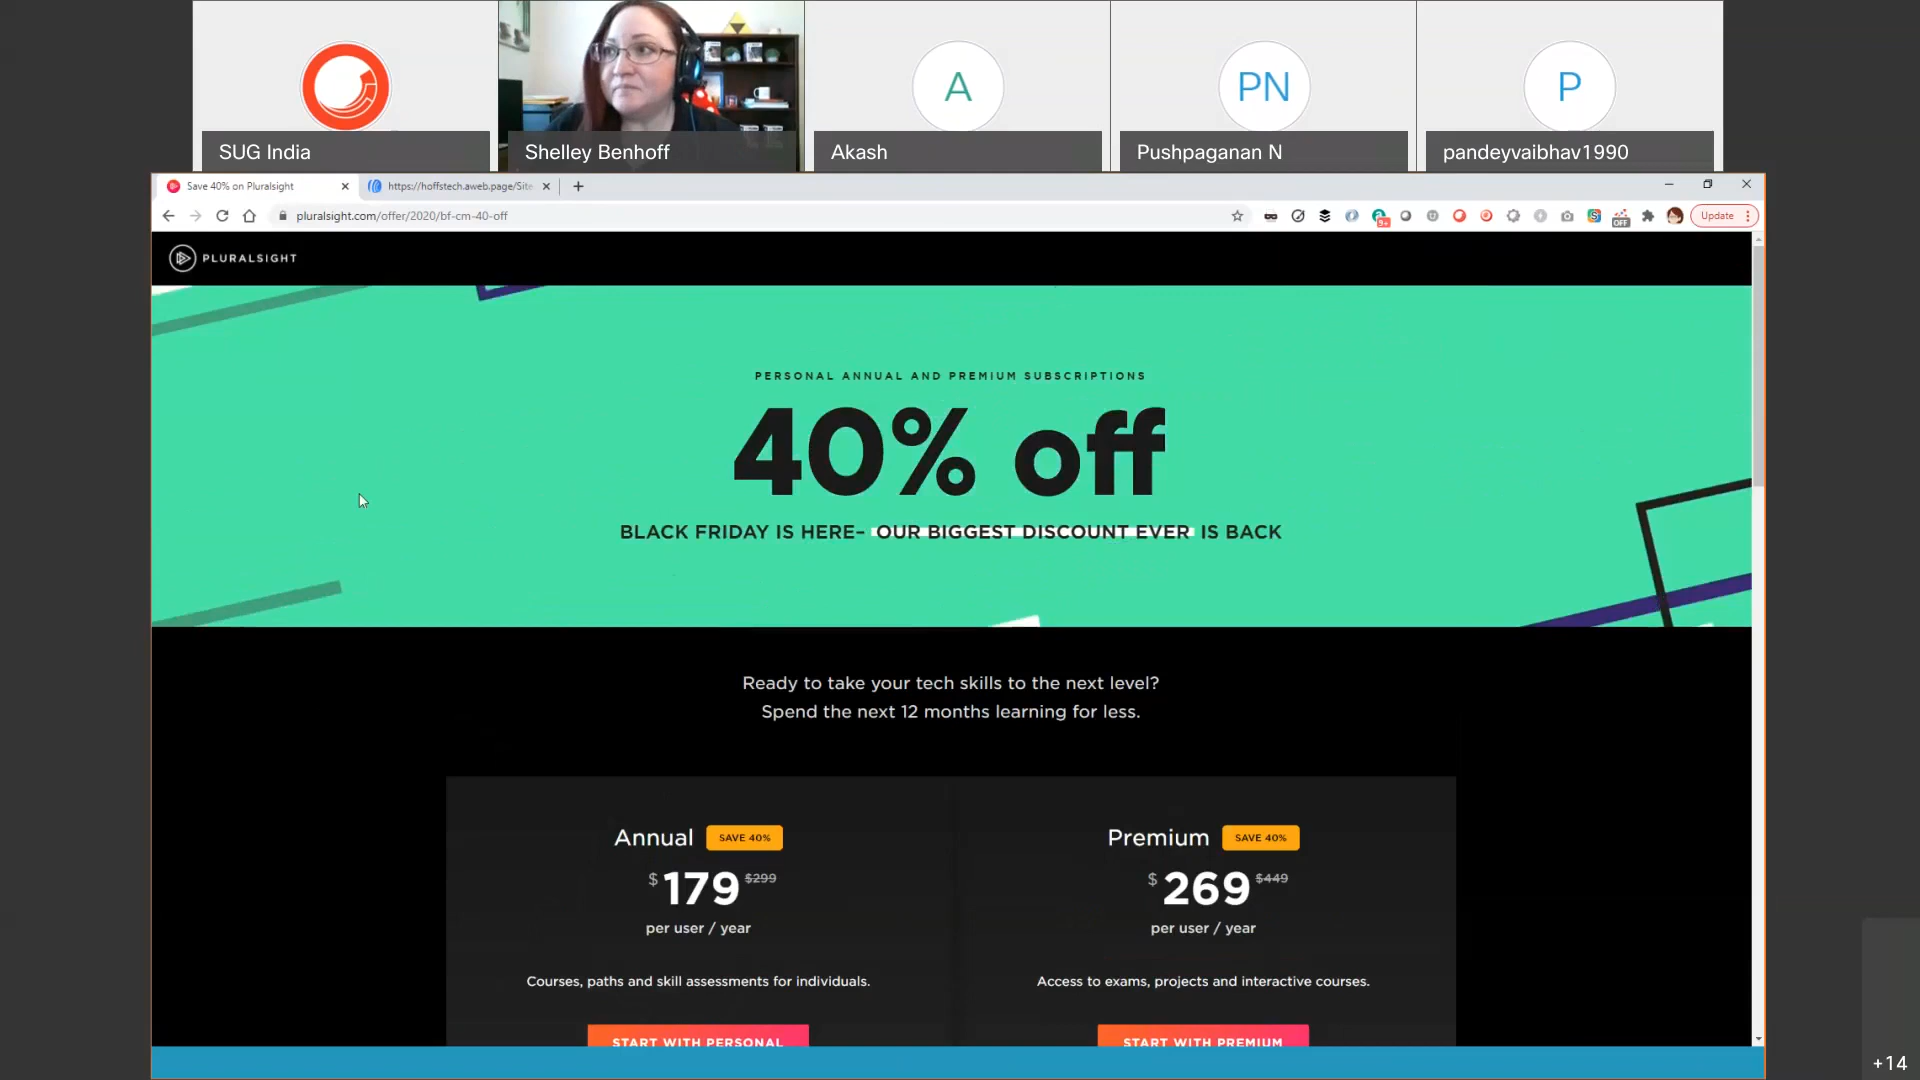 A
PN
P
SUG India
Shelley Benhoff
Akash
Pushpaganan N
pandeyvaibhav1990
Save 40% on Pluralsight
https://hoffstech.aweb.page/Site
pluralsight.com/offer/2020/bf-cm-40-off
9+
OFF
Update
PLURALSIGHT
PERSONAL ANNUAL AND PREMIUM SUBSCRIPTIONS
40% off
BLACK FRIDAY IS HERE– OUR BIGGEST DISCOUNT EVER IS BACK
Ready to take your tech skills to the next level?
Spend the next 12 months learning for less.
Annual SAVE 40%
$179 $299
per user / year
Courses, paths and skill assessments for individuals.
START WITH PERSONAL
Premium SAVE 40%
$269 $449
per user / year
Access to exams, projects and interactive courses.
START WITH PREMIUM
+14